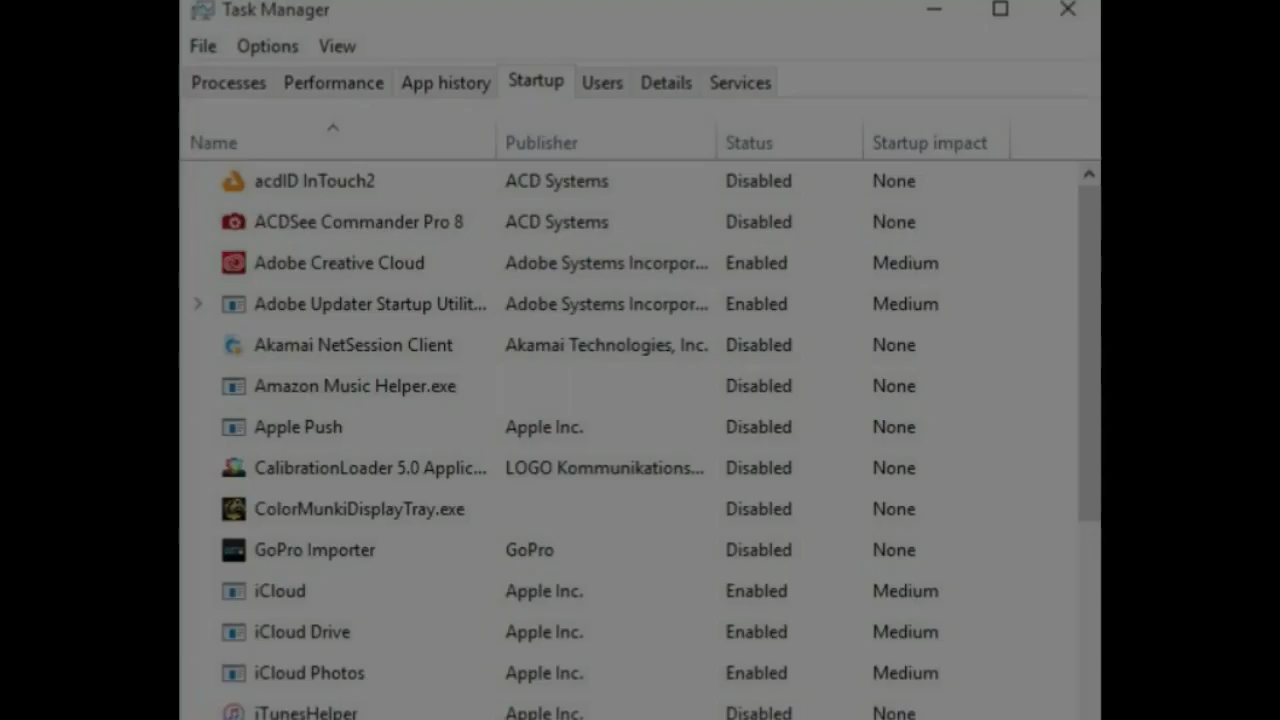 Task Manager
File Options View
Processes Performance App history Startup Users Details Services
Name Publisher Status Startup impact
acdID InTouch2 ACD Systems Disabled None
ACDSee Commander Pro 8 ACD Systems Disabled None
Adobe Creative Cloud Adobe Systems Incorpor... Enabled Medium
Adobe Updater Startup Utilit... Adobe Systems Incorpor... Enabled Medium
Akamai NetSession Client Akamai Technologies, Inc. Disabled None
Amazon Music Helper.exe Disabled None
Apple Push Apple Inc. Disabled None
CalibrationLoader 5.0 Applic... LOGO Kommunikations... Disabled None
ColorMunkiDisplayTray.exe Disabled None
GoPro Importer GoPro Disabled None
iCloud Apple Inc. Enabled Medium
iCloud Drive Apple Inc. Enabled Medium
iCloud Photos Apple Inc. Enabled Medium
iTunesHelper Apple Inc. Disabled None